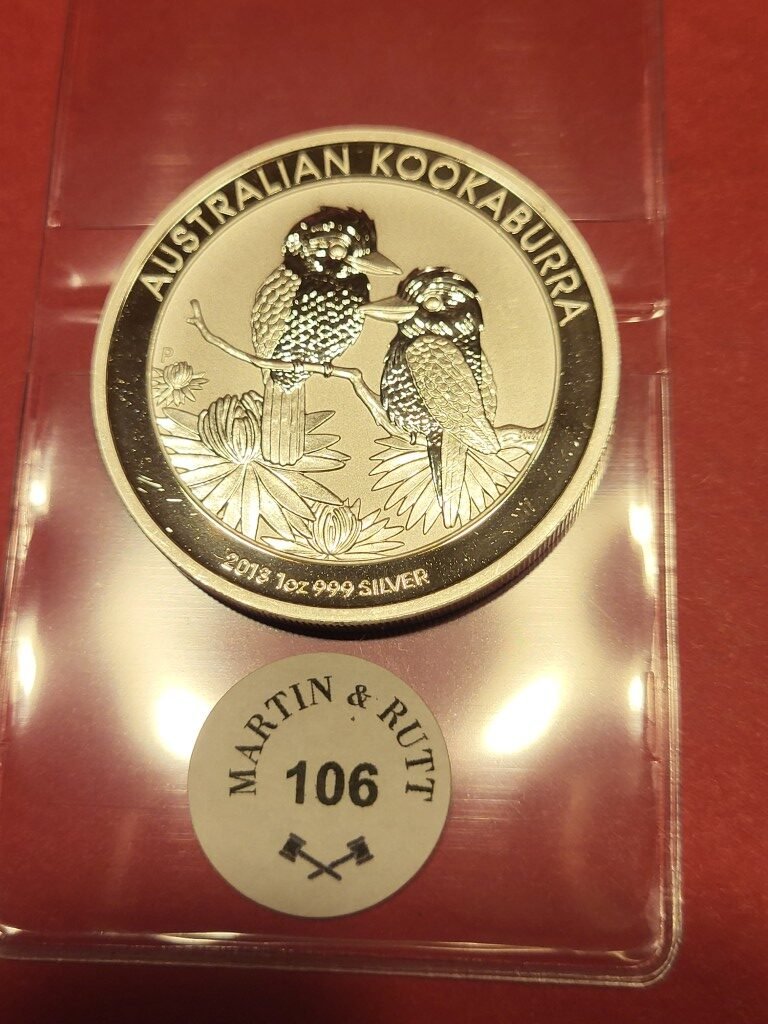 AUSTRALIAN KOOKABURRA
P
2013 1oz 999 SILVER
MARTIN & RUTT
106